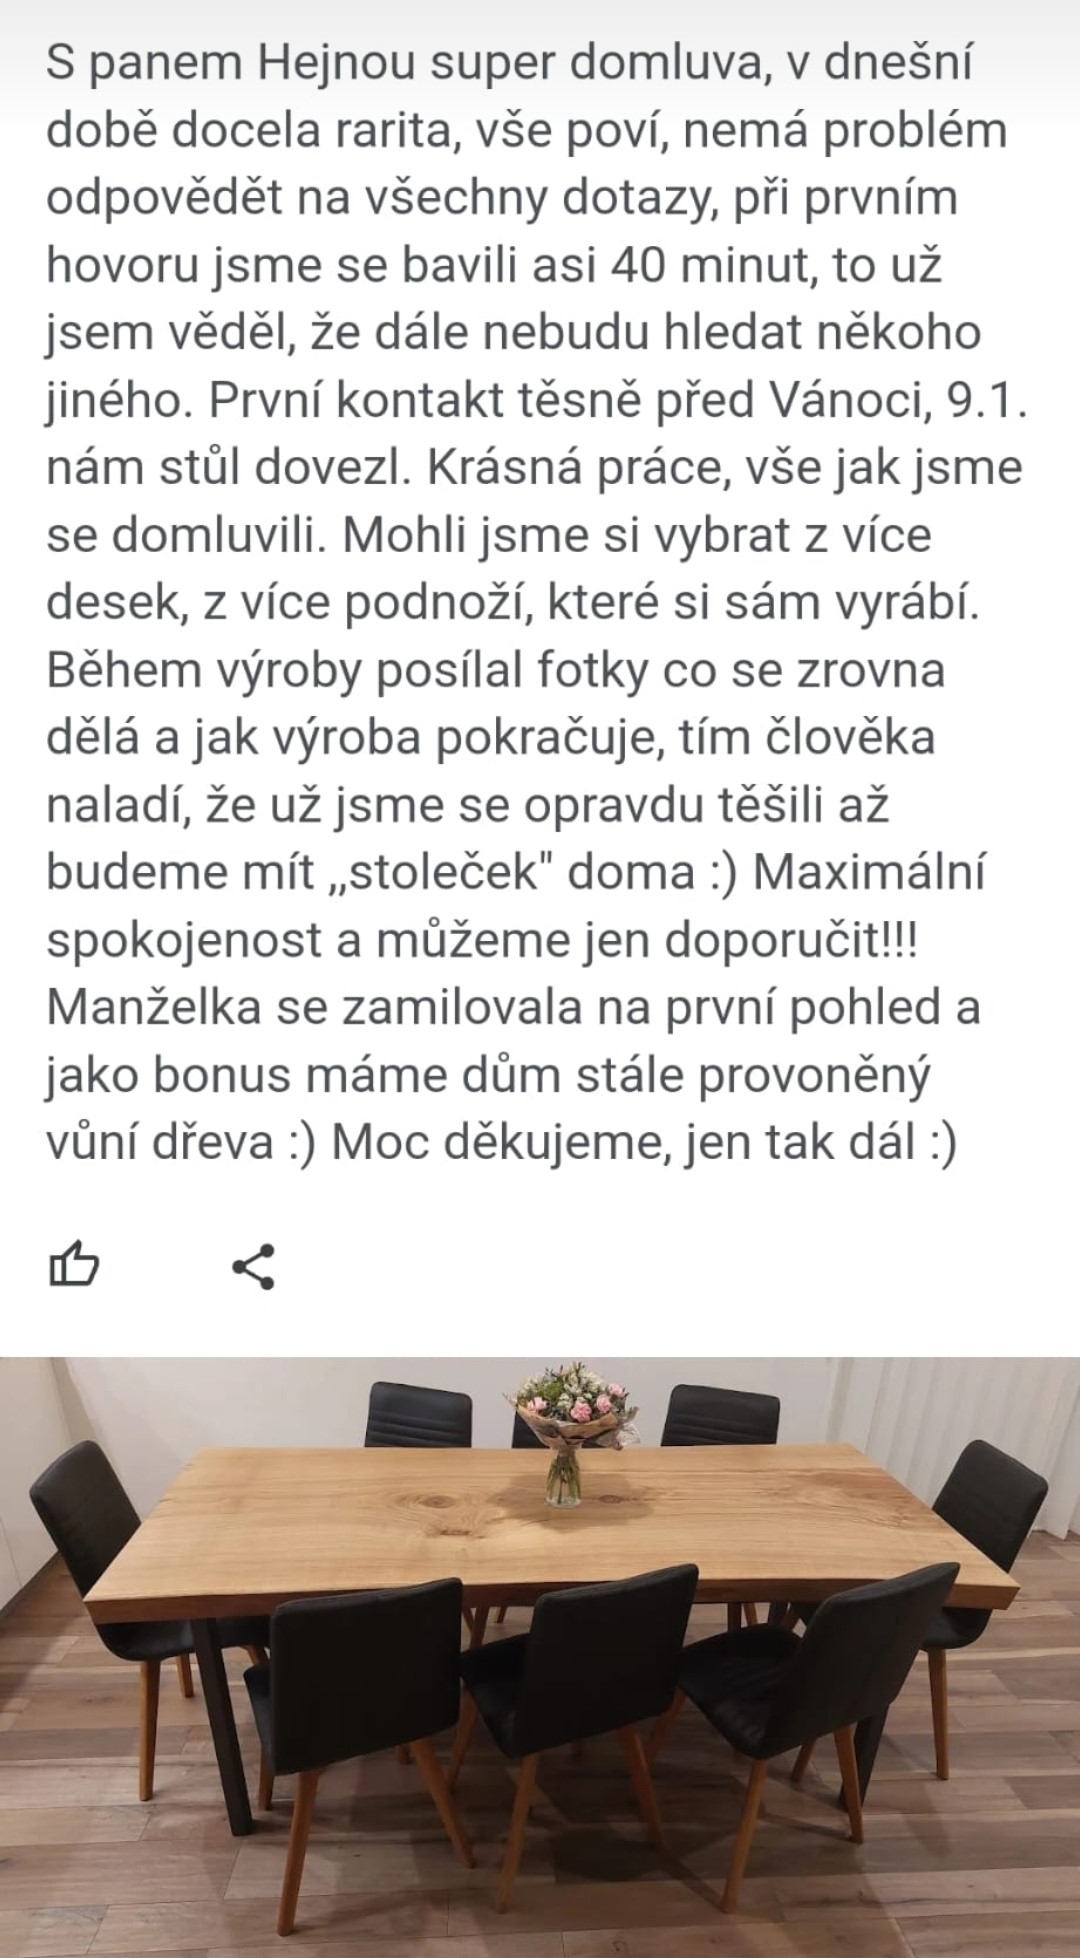 S panem Hejnou super domluva, v dnešní
době docela rarita, vše poví, nemá problém
odpovědět na všechny dotazy, při prvním
hovoru jsme se bavili asi 40 minut, to už
jsem věděl, že dále nebudu hledat někoho
jiného. První kontakt těsně před Vánoci, 9.1.
nám stůl dovezl. Krásná práce, vše jak jsme
se domluvili. Mohli jsme si vybrat z více
desek, z více podnoží, které si sám vyrábí.
Během výroby posílal fotky co se zrovna
dělá a jak výroba pokračuje, tím člověka
naladí, že už jsme se opravdu těšili až
budeme mít ,,stoleček" doma :) Maximální
spokojenost a můžeme jen doporučit!!!
Manželka se zamilovala na první pohled a
jako bonus máme dům stále provoněný
vůní dřeva :) Moc děkujeme, jen tak dál :)